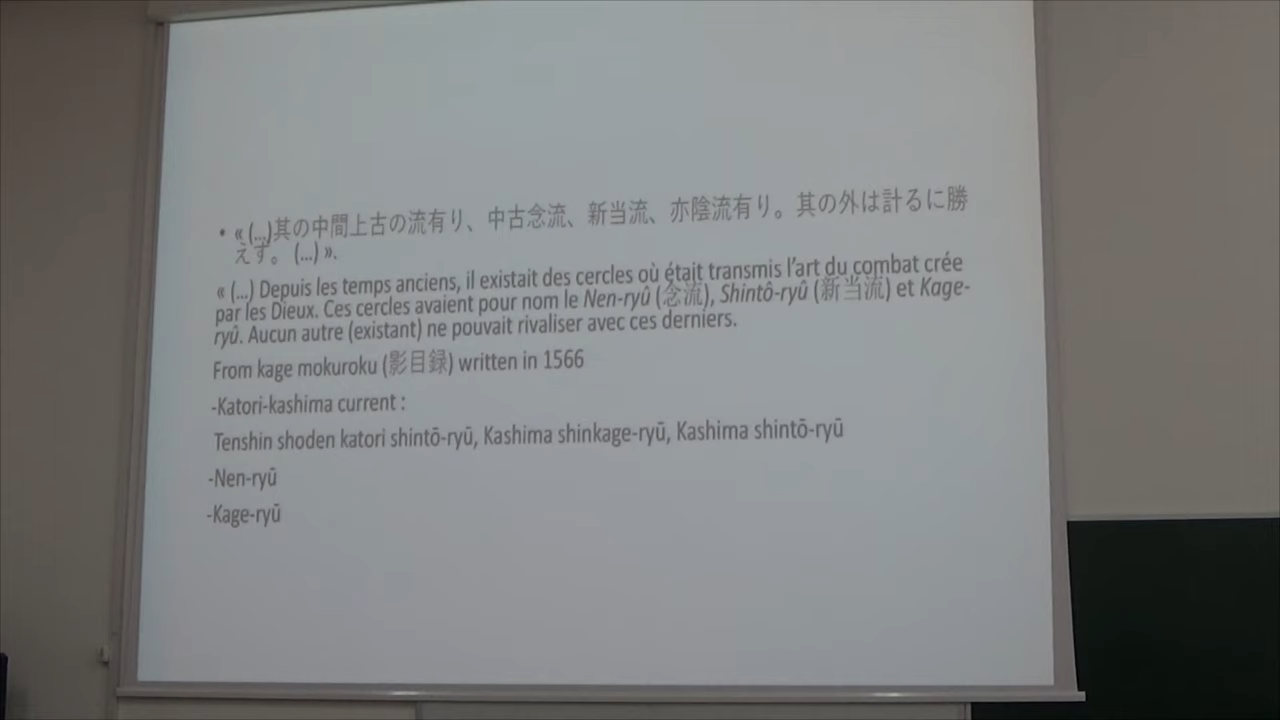 • « (...)其の中間上古の流有り、中古念流、新当流、亦陰流有り。其の外は計るに勝
えず。 (...) ».
« (...) Depuis les temps anciens, il existait des cercles où était transmis l'art du combat crée
par les Dieux. Ces cercles avaient pour nom le Nen-ryû (念流), Shintô-ryû (新当流) et Kage-
ryû. Aucun autre (existant) ne pouvait rivaliser avec ces derniers.
From kage mokuroku (影目録) written in 1566
-Katori-kashima current :
Tenshin shoden katori shintō-ryū, Kashima shinkage-ryū, Kashima shintō-ryū
-Nen-ryū
-Kage-ryū